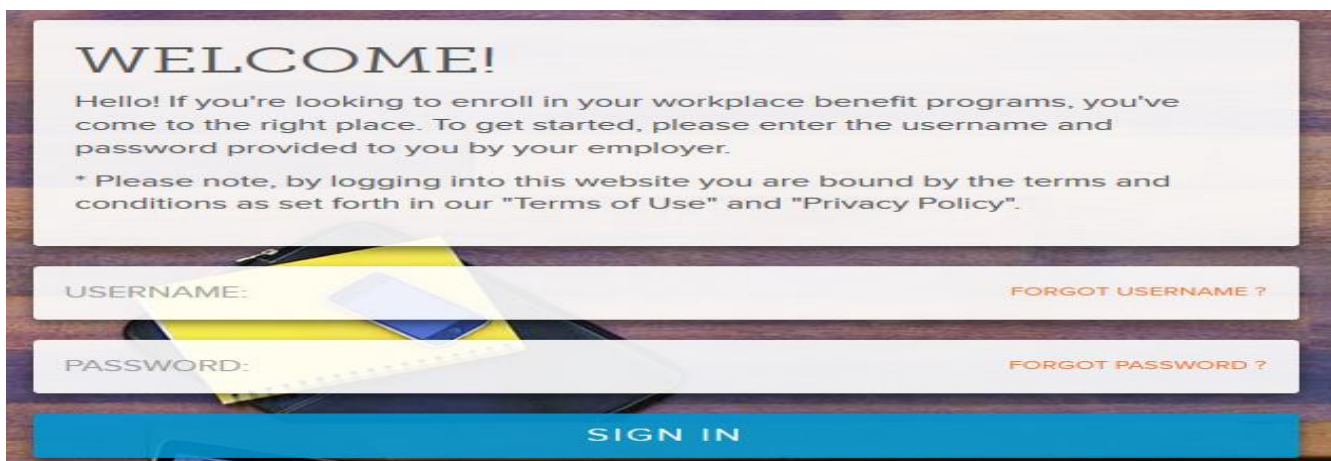 WELCOME!
Hello! If you're looking to enroll in your workplace benefit programs, you've
come to the right place. To get started, please enter the username and
password provided to you by your employer.
* Please note, by logging into this website you are bound by the terms and
conditions as set forth in our "Terms of Use" and "Privacy Policy".
USERNAME: FORGOT USERNAME ?
PASSWORD: FORGOT PASSWORD ?
SIGN IN